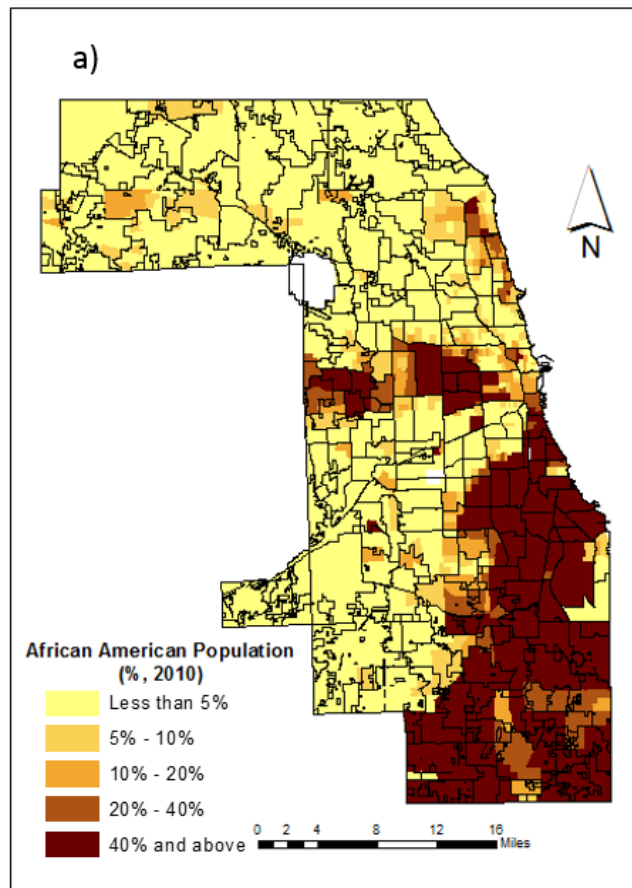 a)
N
African American Population
(%, 2010)
Less than 5%
5% - 10%
10% - 20%
20% - 40%
40% and above
0 2 4 8 12 16
Miles